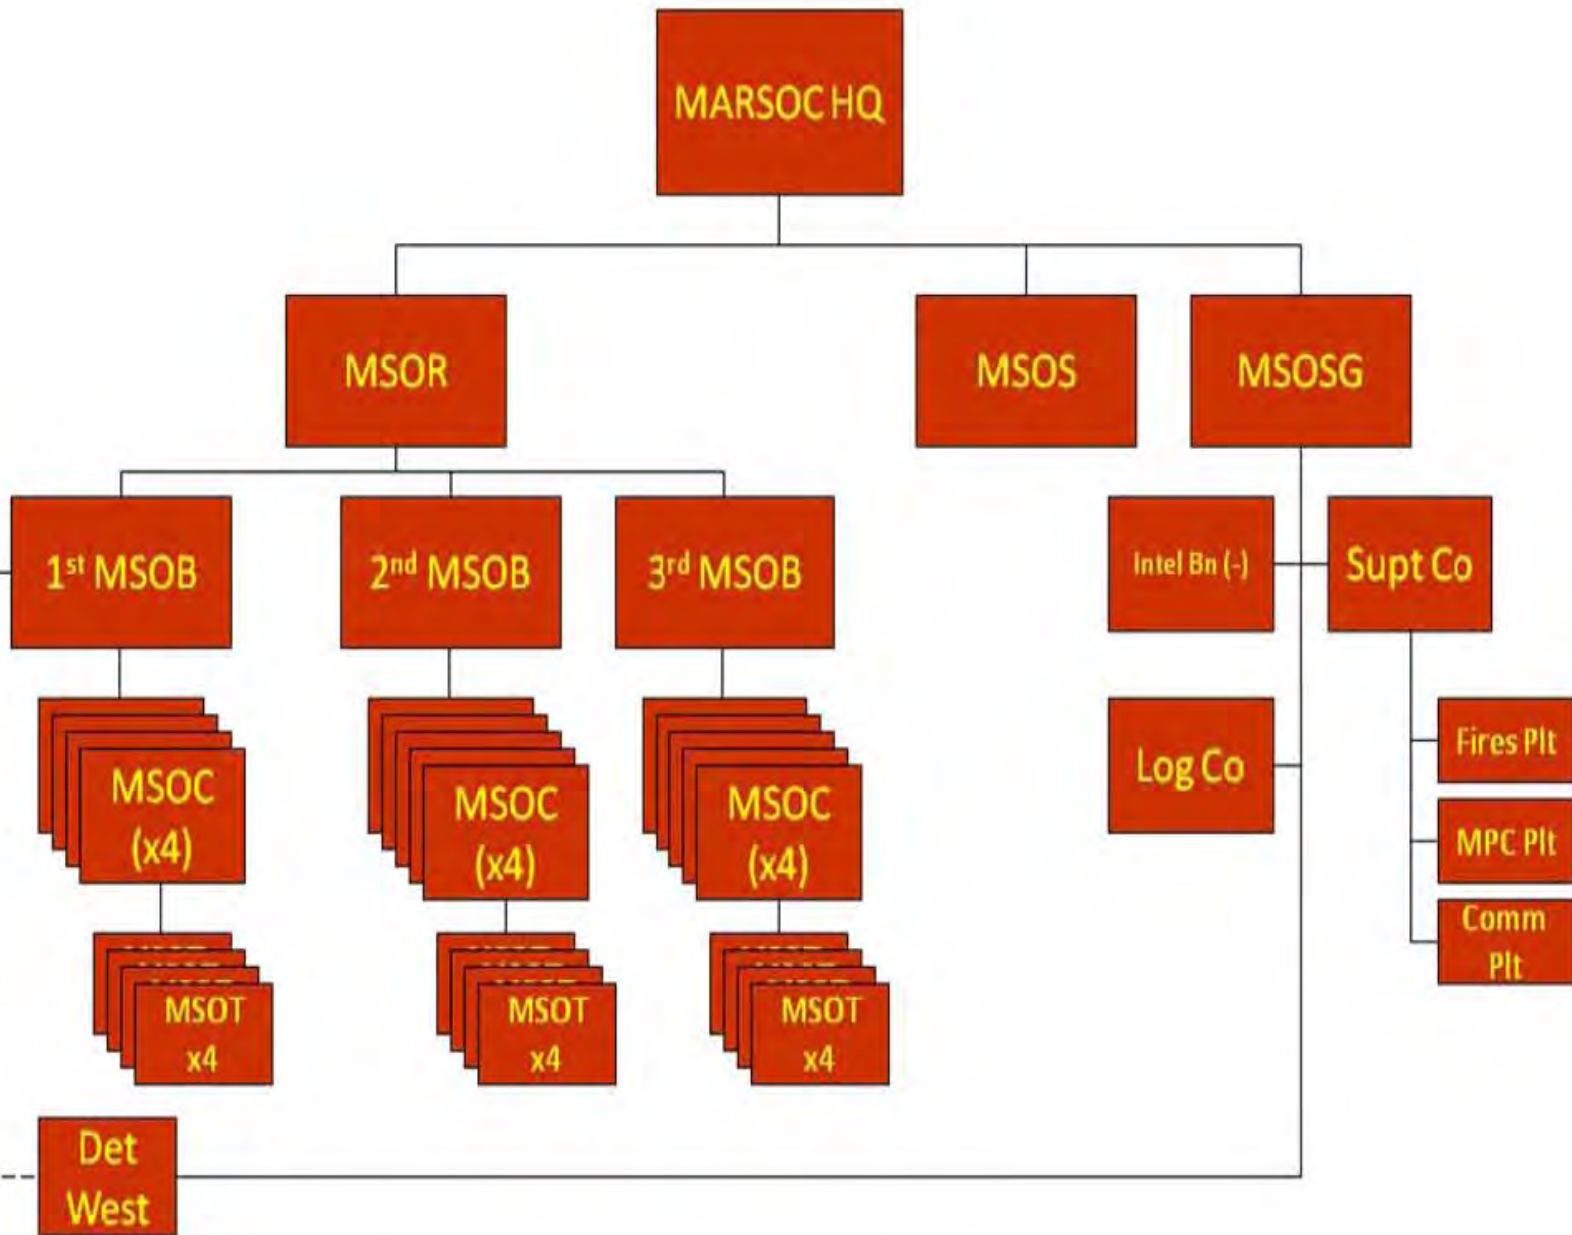 MARSOC HQ
MSOR
MSOS
MSOSG
1st MSOB
2nd MSOB
3rd MSOB
Intel Bn (-)
Supt Co
MSOC
(x4)
MSOC
(x4)
MSOC
(x4)
Log Co
Fires Plt
MPC Plt
Comm
Plt
MSOT
x4
MSOT
x4
MSOT
x4
Det
West